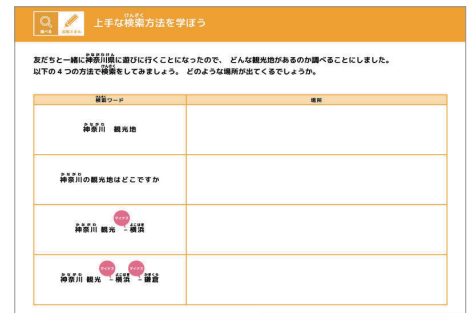 調べる
上手な検索方法を学ぼう
友だちと一緒に神奈川県に遊びに行くことになったので、どんな観光地があるのか調べることにしました。
以下の4つの方法で検索をしてみましょう。どのような場所が出てくるでしょうか。
検索ワード 場所
神奈川 観光地
神奈川の観光地はどこですか
神奈川 観光 -横浜
神奈川 観光 -横浜 -鎌倉